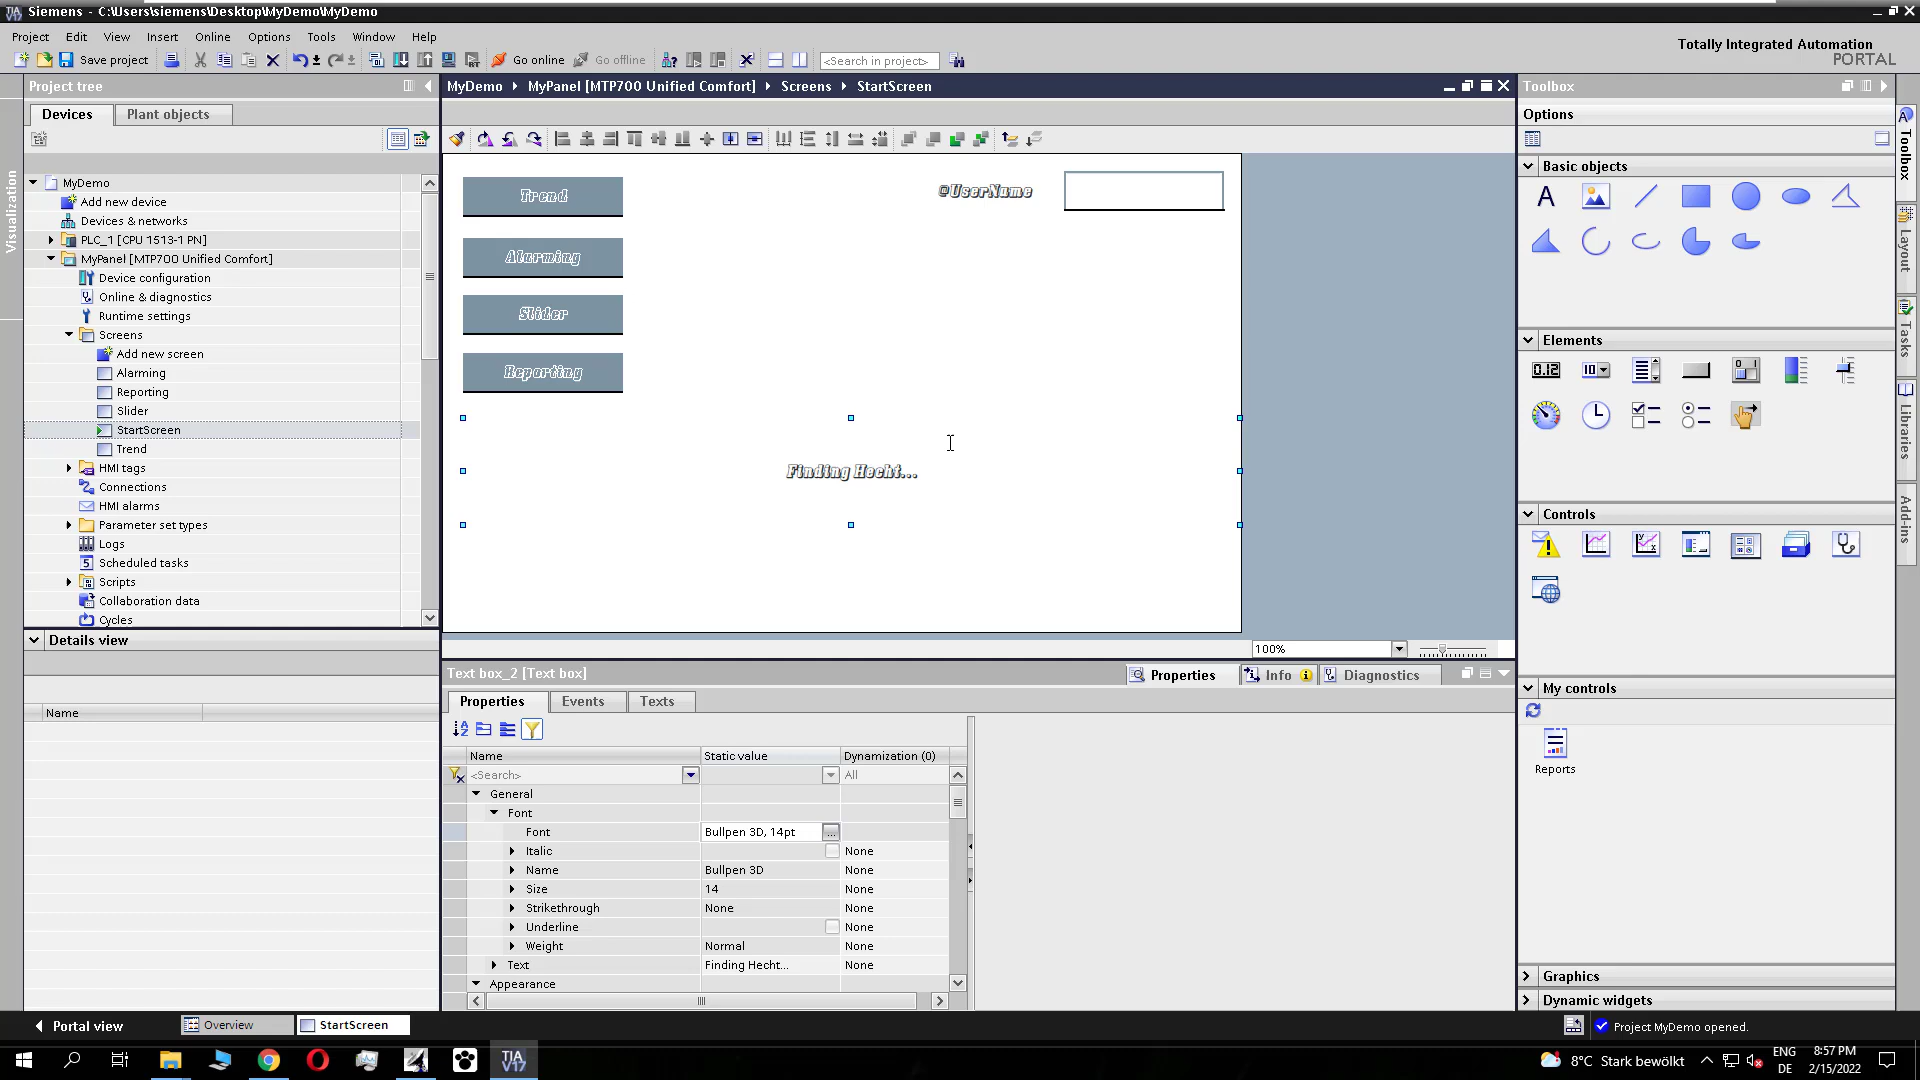 Siemens - C:\Users\siemens\Desktop\MyDemo\MyDemo
Project Edit View Insert Online Options Tools Window Help
Totally Integrated Automation
PORTAL
Save project
Go online
Go offline
<Search in project>
Project tree
MyDemo ▸ MyPanel [MTP700 Unified Comfort] ▸ Screens ▸ StartScreen
Toolbox
Devices
Plant objects
Options
Visualization
MyDemo
Add new device
Devices & networks
PLC_1 [CPU 1513-1 PN]
MyPanel [MTP700 Unified Comfort]
Device configuration
Online & diagnostics
Runtime settings
Screens
Add new screen
Alarming
Reporting
Slider
StartScreen
Trend
HMI tags
Connections
HMI alarms
Parameter set types
Logs
Scheduled tasks
Scripts
Collaboration data
Cycles
Details view
Name
Trend
Alarming
Slider
Reporting
@UserName
Finding Hecht...
100%
Text box_2 [Text box]
Properties
Info
Diagnostics
Properties
Events
Texts
Name Static value Dynamization (0)
<Search> All
General
Font
Font Bullpen 3D, 14pt ...
Italic None
Name Bullpen 3D None
Size 14 None
Strikethrough None None
Underline None
Weight Normal None
Text Finding Hecht... None
Appearance
Basic objects
A
Elements
0.12
10
0 1
Controls
My controls
Reports
Graphics
Dynamic widgets
Toolbox
Layout
Tasks
Libraries
Add-ins
Portal view
Overview
StartScreen
Project MyDemo opened.
TIA
V17
8°C Stark bewölkt
ENG
DE
8:57 PM
2/15/2022